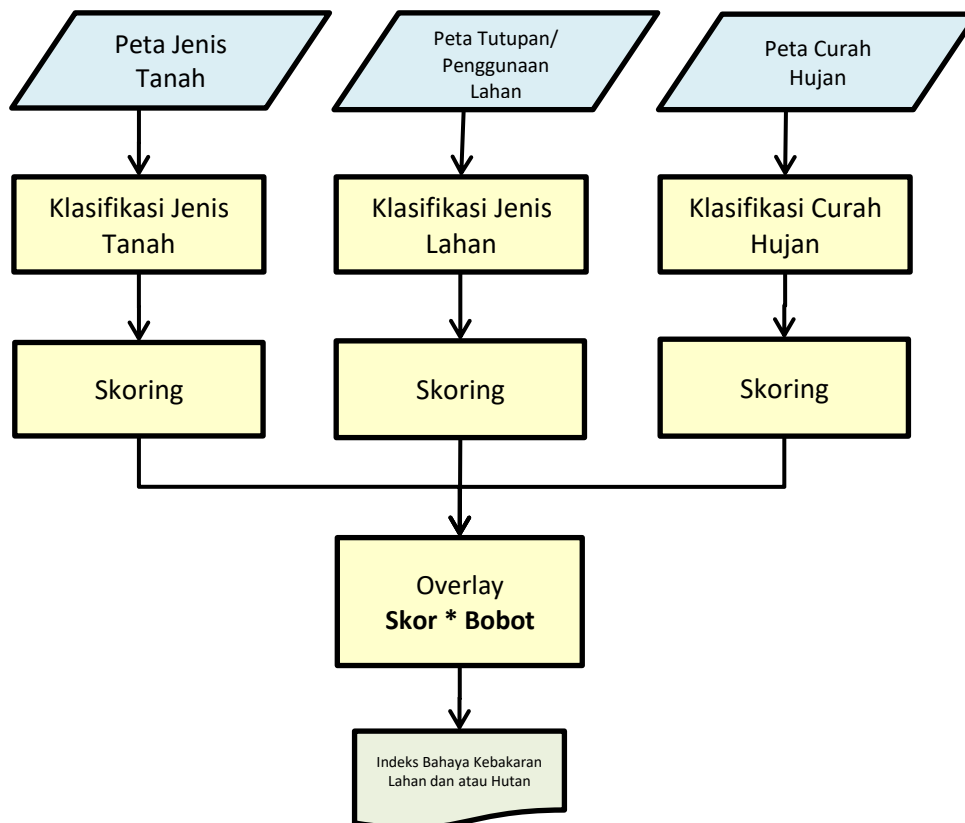 Peta Jenis
Tanah
Peta Tutupan/
Penggunaan
Lahan
Peta Curah
Hujan
Klasifikasi Jenis
Tanah
Klasifikasi Jenis
Lahan
Klasifikasi Curah
Hujan
Skoring
Skoring
Skoring
Overlay
Skor * Bobot
Indeks Bahaya Kebakaran
Lahan dan atau Hutan